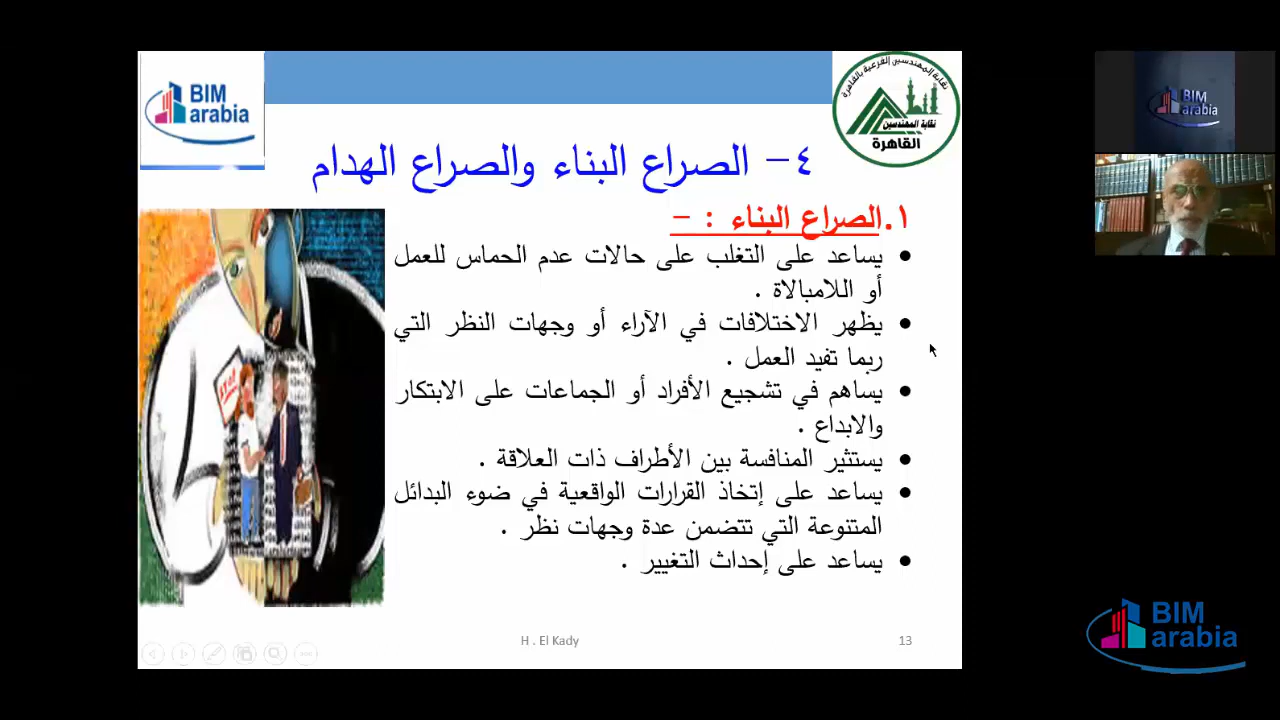 BIM
arabia
نقابة المهندسين الفرعية بالقاهرة
نقابة المهندسين
القاهرة
٤- الصراع البناء والصراع الهدام
١.الصراع البناء : -
• يساعد على التغلب على حالات عدم الحماس للعمل
أو اللامبالاة .
• يظهر الاختلافات في الآراء أو وجهات النظر التي
ربما تفيد العمل .
• يساهم في تشجيع الأفراد أو الجماعات على الابتكار
والابداع .
• يستثير المنافسة بين الأطراف ذات العلاقة .
• يساعد على إتخاذ القرارات الواقعية في ضوء البدائل
المتنوعة التي تتضمن عدة وجهات نظر .
• يساعد على إحداث التغيير .
STOP
H . El Kady
13
BIM
arabia
BIM
arabia